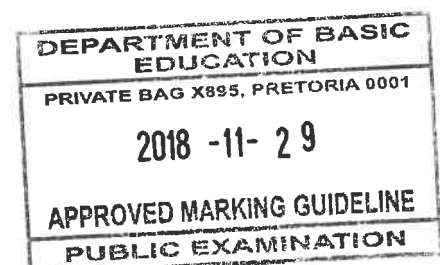 DEPARTMENT OF BASIC
EDUCATION
PRIVATE BAG X895, PRETORIA 0001
2018 -11- 29
APPROVED MARKING GUIDELINE
PUBLIC EXAMINATION